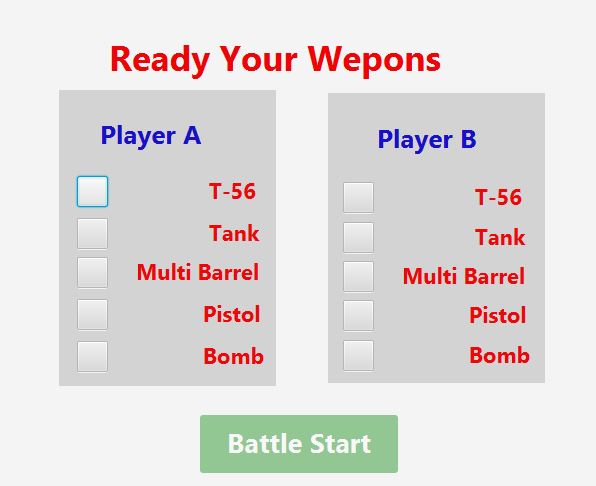 Ready Your Wepons
Player A
T-56
Tank
Multi Barrel
Pistol
Bomb
Player B
T-56
Tank
Multi Barrel
Pistol
Bomb
Battle Start